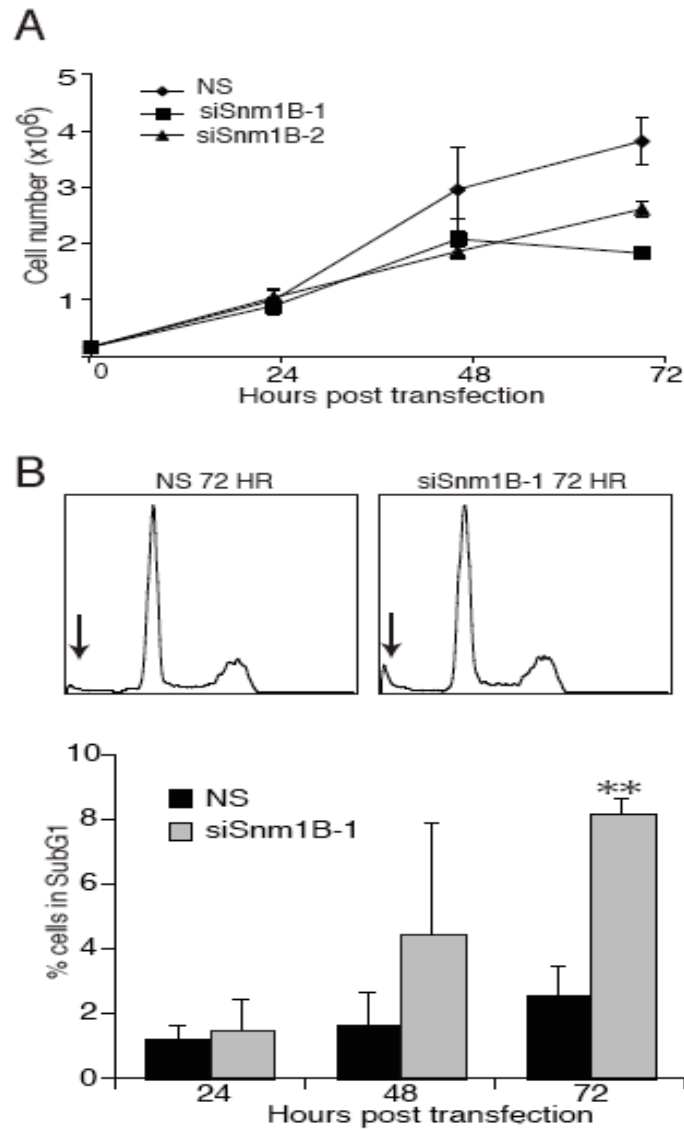 A
5
4
3
2
1
Cell number (x10⁶)
NS
siSnm1B-1
siSnm1B-2
0 24 48 72
Hours post transfection
B
NS 72 HR
siSnm1B-1 72 HR
10
8
6
4
2
0
% cells in SubG1
NS
siSnm1B-1
**
24 48 72
Hours post transfection